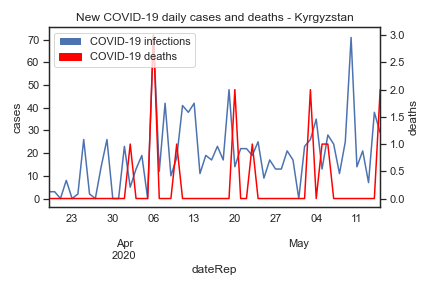 New COVID-19 daily cases and deaths - Kyrgyzstan
COVID-19 infections
COVID-19 deaths
70
60
50
40
30
20
10
0
cases
3.0
2.5
2.0
1.5
1.0
0.5
0.0
deaths
23 30 06 13 20 27 04 11
Apr May
2020
dateRep